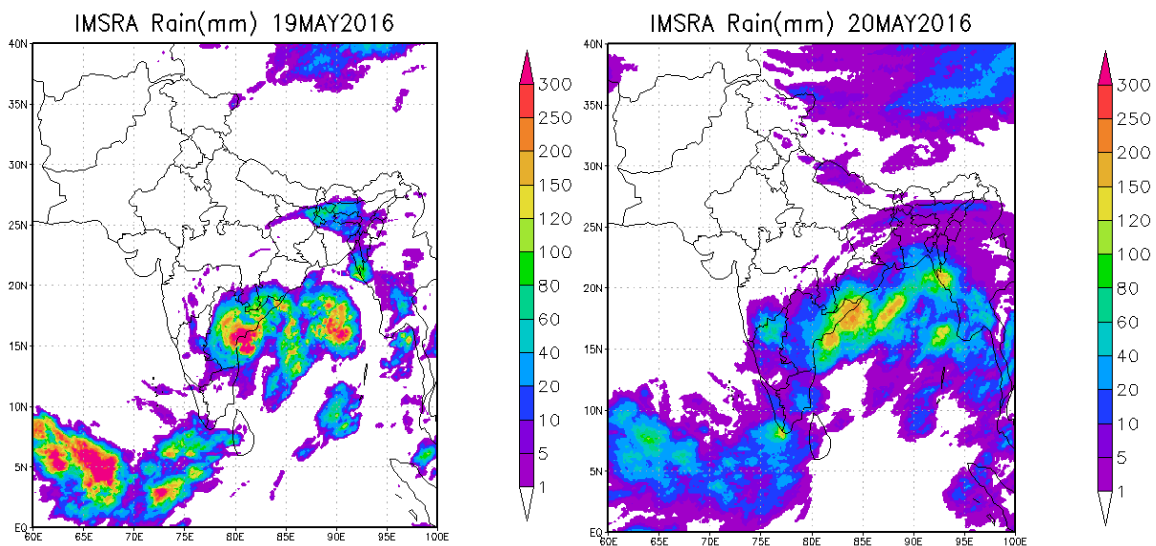 IMSRA Rain(mm) 19MAY2016
40N
35N
30N
25N
20N
15N
10N
5N
EQ
60E 65E 70E 75E 80E 85E 90E 95E 100E
300
250
200
150
120
100
80
60
40
20
10
5
1
IMSRA Rain(mm) 20MAY2016
40N
35N
30N
25N
20N
15N
10N
5N
EQ
60E 65E 70E 75E 80E 85E 90E 95E 100E
300
250
200
150
120
100
80
60
40
20
10
5
1